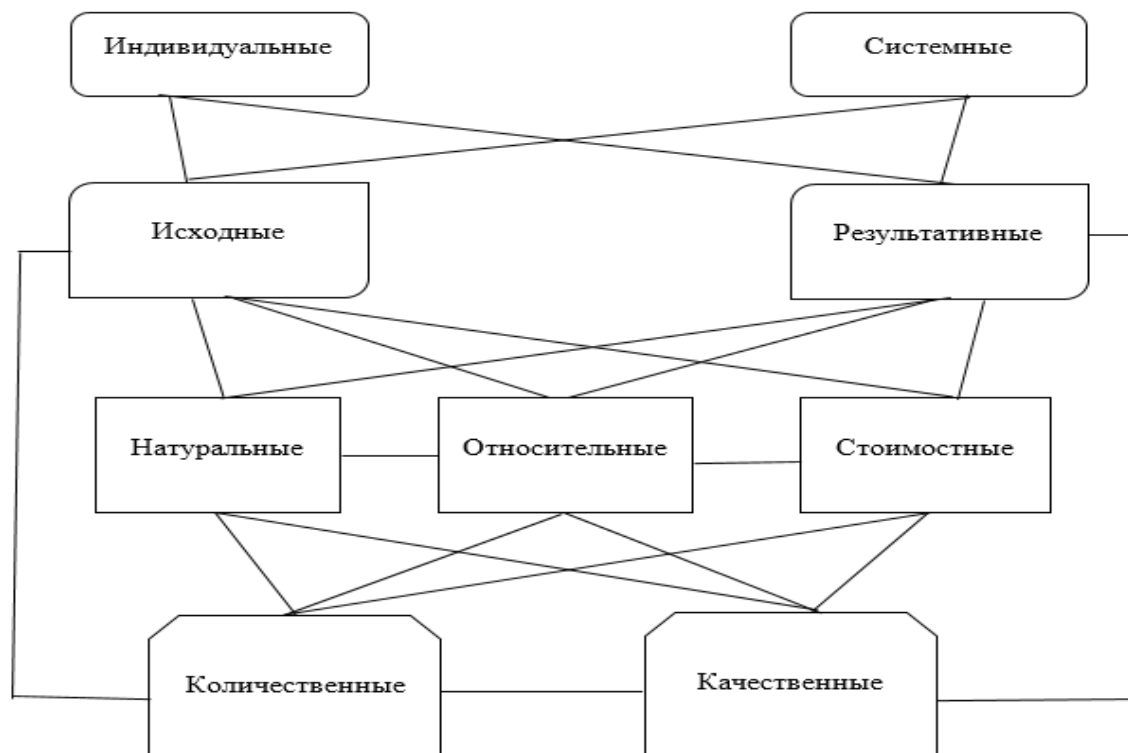 Индивидуальные
Системные
Исходные
Результативные
Натуральные
Относительные
Стоимостные
Количественные
Качественные